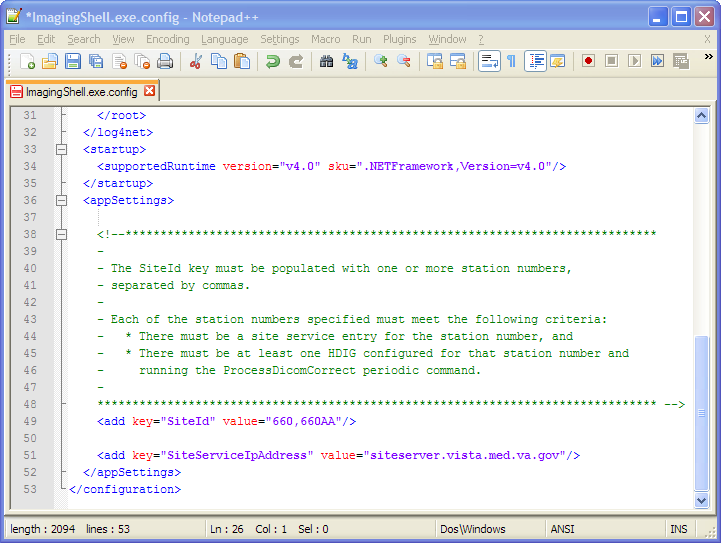 *ImagingShell.exe.config - Notepad++
File Edit Search View Encoding Language Settings Macro Run Plugins Window ? X
ImagingShell.exe.config
31 </root>
32 </log4net>
33 <startup>
34 <supportedRuntime version="v4.0" sku=".NETFramework,Version=v4.0"/>
35 </startup>
36 <appSettings>
37
38 <!--****************************************************************************
39 -
40 - The SiteId key must be populated with one or more station numbers,
41 - separated by commas.
42 -
43 - Each of the station numbers specified must meet the following criteria:
44 - * There must be a site service entry for the station number, and
45 - * There must be at least one HDIG configured for that station number and
46 - running the ProcessDicomCorrect periodic command.
47 -
48 ******************************************************************************** -->
49 <add key="SiteId" value="660,660AA"/>
50
51 <add key="SiteServiceIpAddress" value="siteserver.vista.med.va.gov"/>
52 </appSettings>
53 </configuration>
length : 2094 lines : 53 Ln : 26 Col : 1 Sel : 0 Dos\Windows ANSI INS